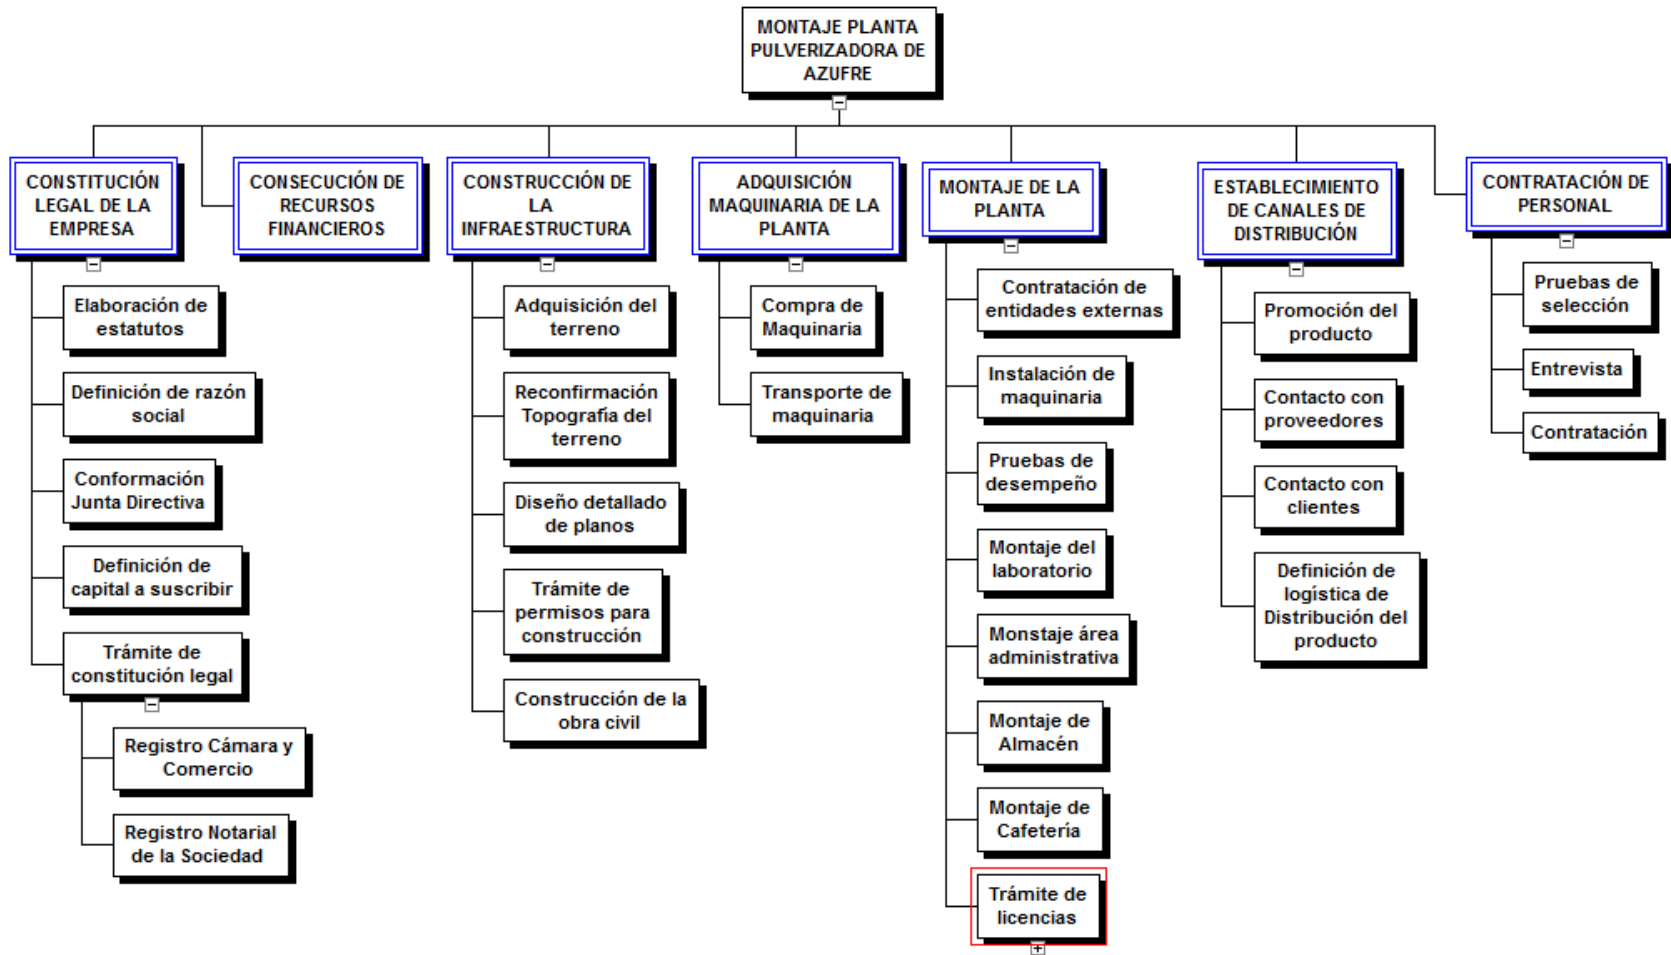 MONTAJE PLANTA
PULVERIZADORA DE
AZUFRE
CONSTITUCIÓN
LEGAL DE LA
EMPRESA
Elaboración de
estatutos
Definición de razón
social
Conformación
Junta Directiva
Definición de
capital a suscribir
Trámite de
constitución legal
Registro Cámara y
Comercio
Registro Notarial
de la Sociedad
CONSECUCIÓN DE
RECURSOS
FINANCIEROS
CONSTRUCCIÓN DE
LA
INFRAESTRUCTURA
Adquisición del
terreno
Reconfirmación
Topografía del
terreno
Diseño detallado
de planos
Trámite de
permisos para
construcción
Construcción de la
obra civil
ADQUISICIÓN
MAQUINARIA DE LA
PLANTA
Compra de
Maquinaria
Transporte de
maquinaria
MONTAJE DE LA
PLANTA
Contratación de
entidades externas
Instalación de
maquinaria
Pruebas de
desempeño
Montaje del
laboratorio
Monstaje área
administrativa
Montaje de
Almacén
Montaje de
Cafetería
Trámite de
licencias
ESTABLECIMIENTO
DE CANALES DE
DISTRIBUCIÓN
Promoción del
producto
Contacto con
proveedores
Contacto con
clientes
Definición de
logística de
Distribución del
producto
CONTRATACIÓN DE
PERSONAL
Pruebas de
selección
Entrevista
Contratación